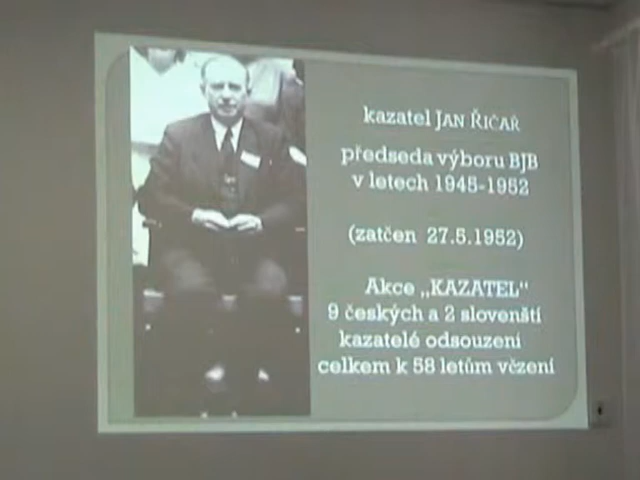 kazatel JAN ŘIČAŘ
předseda výboru BJB
v letech 1945-1952
(zatčen 27.5.1952)
Akce „KAZATEL“
9 českých a 2 slovenští
kazatelé odsouzeni
celkem k 58 letům vězení